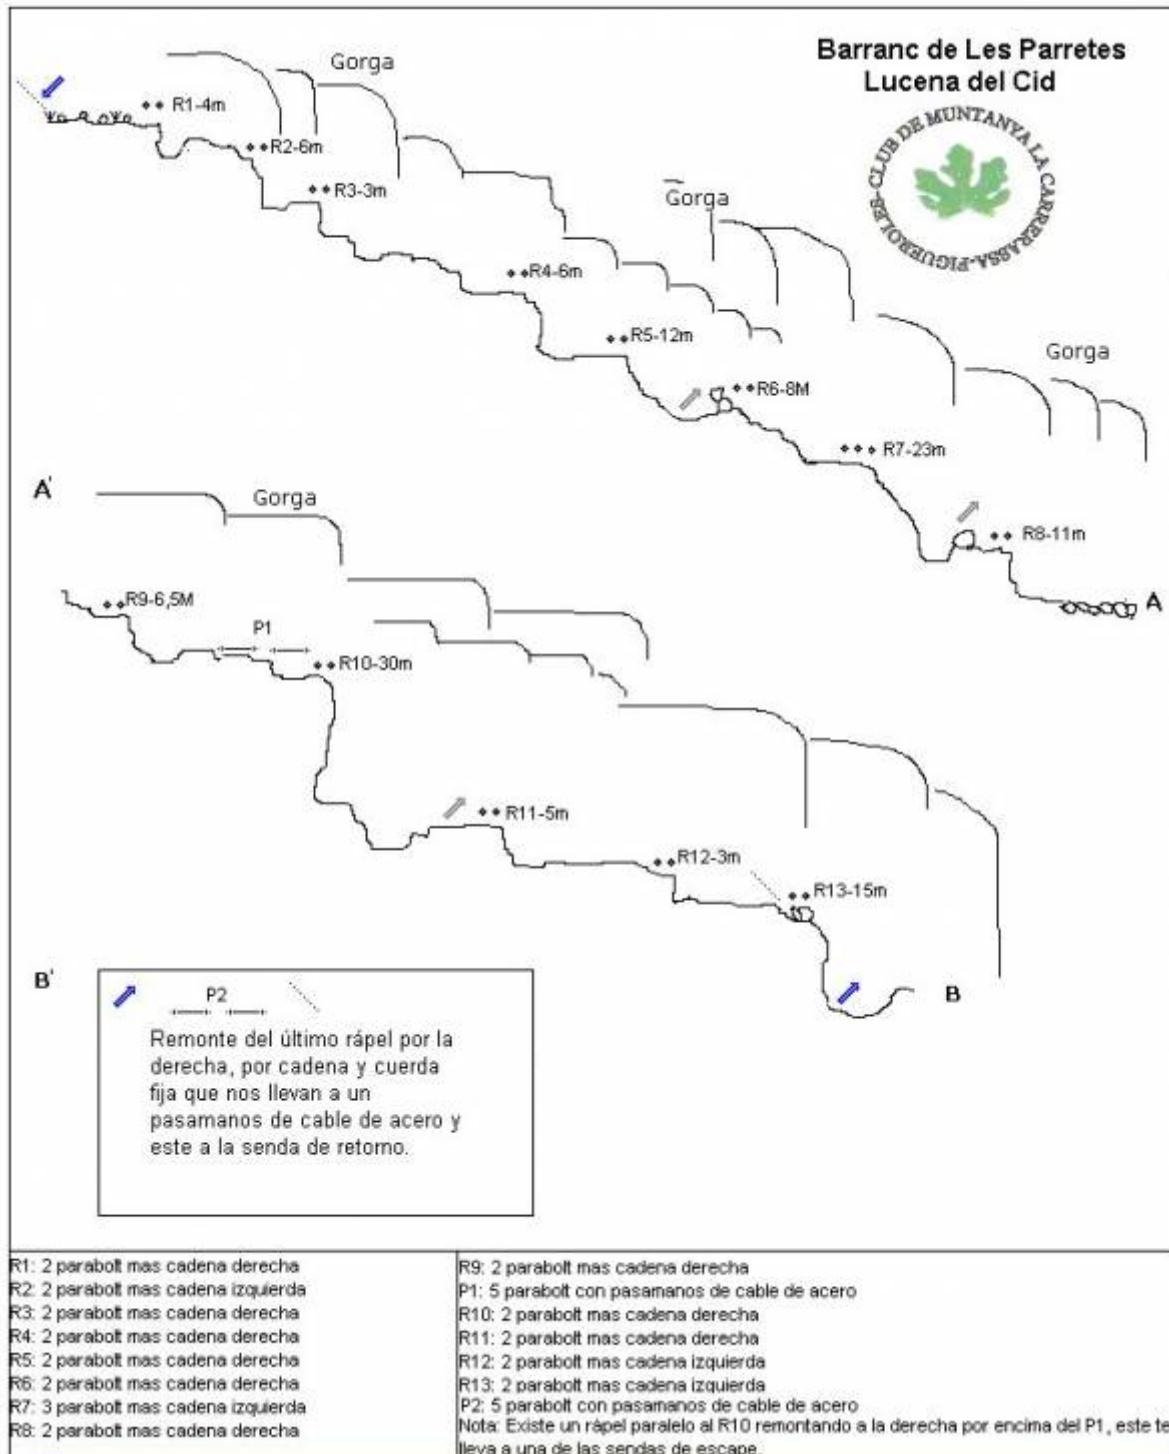 Barranc de Les Parretes
Lucena del Cid
CLUB DE MUNTANYA LA CARRERASSA-FIGUEROLES-
Gorga
R1-4m
R2-6m
R3-3m
Gorga
R4-6m
R5-12m
Gorga
R6-8M
R7-23m
R8-11m
A
A'
Gorga
R9-6,5M
P1
R10-30m
R11-5m
R12-3m
R13-15m
B
B'
P2
Remonte del último rápel por la
derecha, por cadena y cuerda
fija que nos llevan a un
pasamanos de cable de acero y
este a la senda de retorno.
R1: 2 parabolt mas cadena derecha
R2: 2 parabolt mas cadena izquierda
R3: 2 parabolt mas cadena derecha
R4: 2 parabolt mas cadena derecha
R5: 2 parabolt mas cadena derecha
R6: 2 parabolt mas cadena derecha
R7: 3 parabolt mas cadena izquierda
R8: 2 parabolt mas cadena derecha
R9: 2 parabolt mas cadena derecha
P1: 5 parabolt con pasamanos de cable de acero
R10: 2 parabolt mas cadena derecha
R11: 2 parabolt mas cadena derecha
R12: 2 parabolt mas cadena izquierda
R13: 2 parabolt mas cadena izquierda
P2: 5 parabolt con pasamanos de cable de acero
Nota: Existe un rápel paralelo al R10 remontando a la derecha por encima del P1, este te
lleva a una de las sendas de escape.